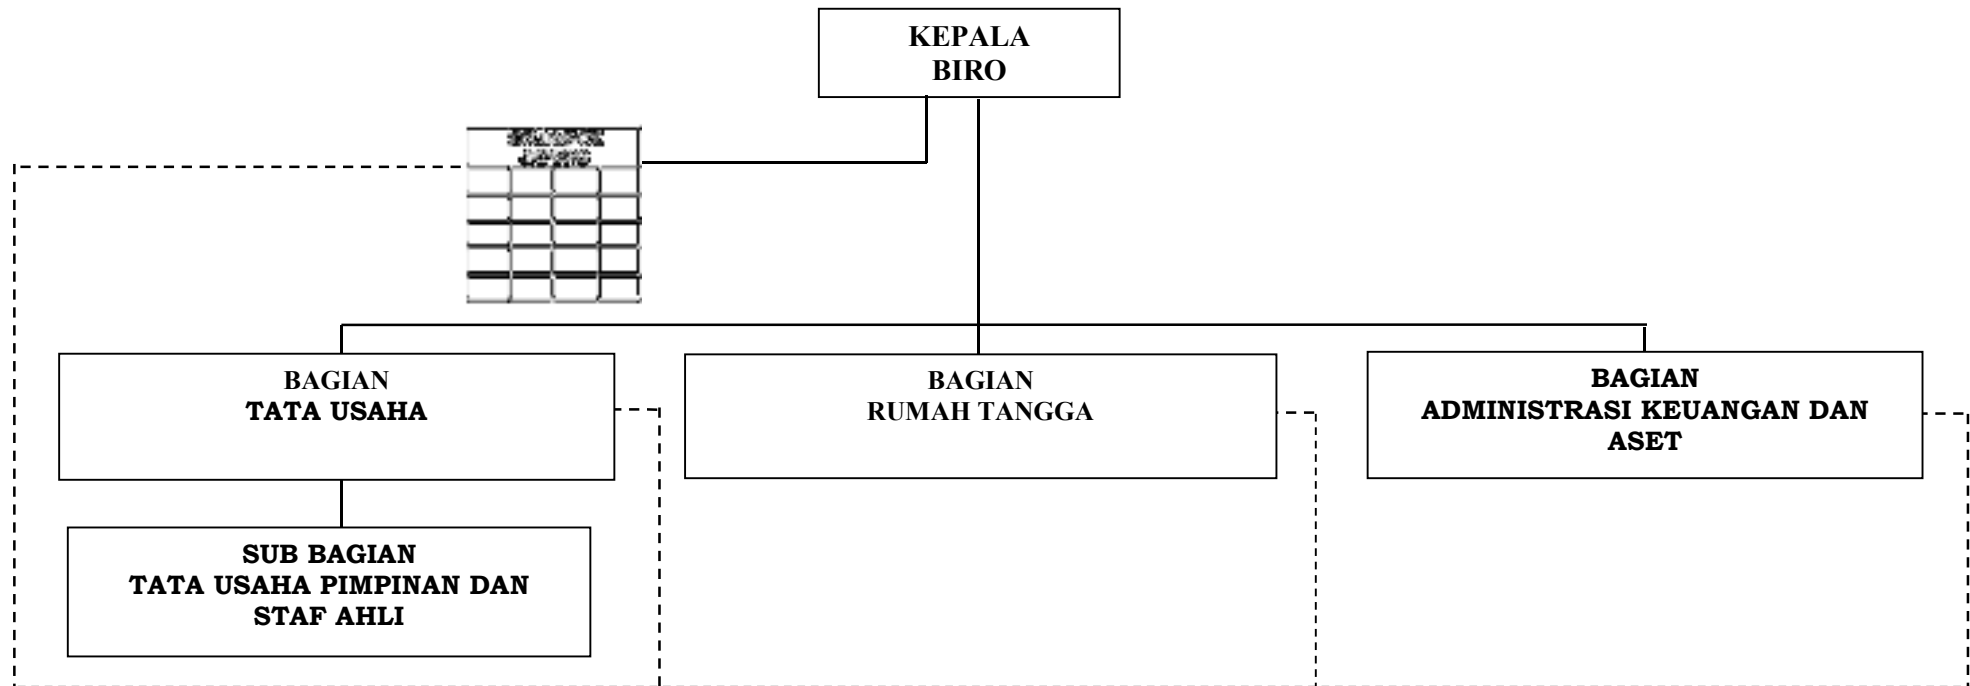 KEPALA
BIRO
BAGIAN
TATA USAHA
BAGIAN
RUMAH TANGGA
BAGIAN
ADMINISTRASI KEUANGAN DAN
ASET
SUB BAGIAN
TATA USAHA PIMPINAN DAN
STAF AHLI